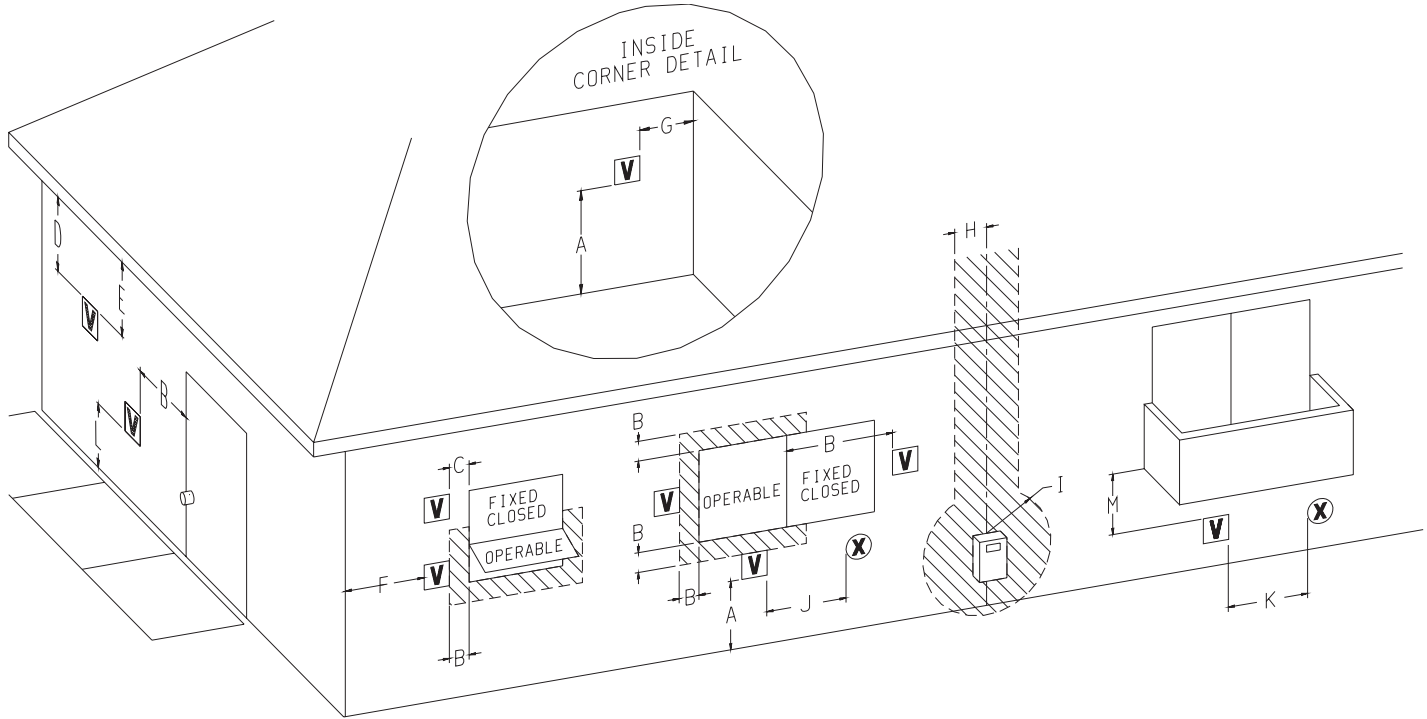 INSIDE
CORNER DETAIL
G
V
A
H
D
E
V
B
V
L
B
B
V
C
FIXED
CLOSED
V
OPERABLE
FIXED
CLOSED
V
I
M
B
OPERABLE
X
V
X
F
V
V
B
A
J
K
B